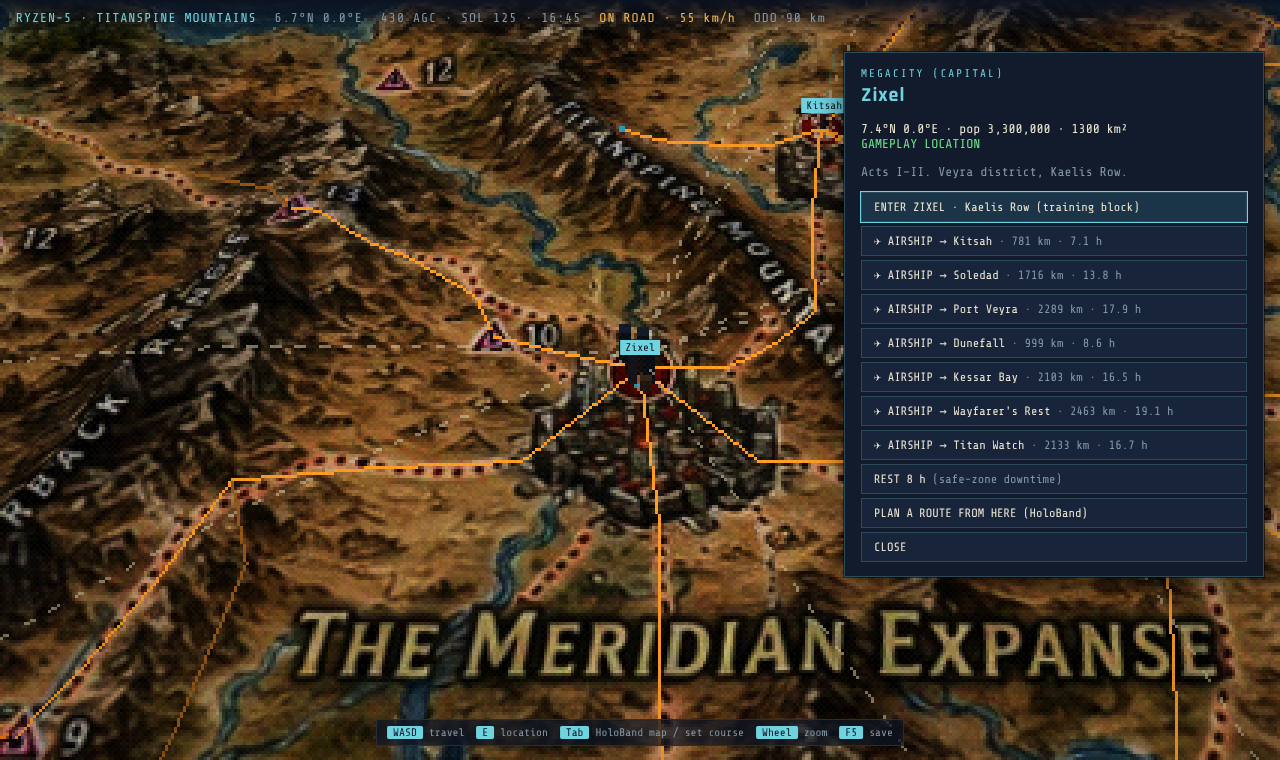 RYZEN-5 · TITANSPINE MOUNTAINS 6.7°N 0.0°E 430 AGC · SOL 125 · 16:45 ON ROAD · 55 km/h ODO 90 km
12
MEGACITY (CAPITAL)
Zixel
Kitsah
7.4°N 0.0°E · pop 3,300,000 · 1300 km²
GAMEPLAY LOCATION
Acts I–II. Veyra district, Kaelis Row.
ENTER ZIXEL · Kaelis Row (training block)
✈ AIRSHIP → Kitsah · 781 km · 7.1 h
✈ AIRSHIP → Soledad · 1716 km · 13.8 h
✈ AIRSHIP → Port Veyra · 2289 km · 17.9 h
✈ AIRSHIP → Dunefall · 999 km · 8.6 h
✈ AIRSHIP → Kessar Bay · 2103 km · 16.5 h
✈ AIRSHIP → Wayfarer's Rest · 2463 km · 19.1 h
✈ AIRSHIP → Titan Watch · 2133 km · 16.7 h
REST 8 h (safe-zone downtime)
PLAN A ROUTE FROM HERE (HoloBand)
CLOSE
13
12
10
Zixel
THE MERIDIAN EXPANSE
9
WASD travel E location Tab HoloBand map / set course Wheel zoom F5 save